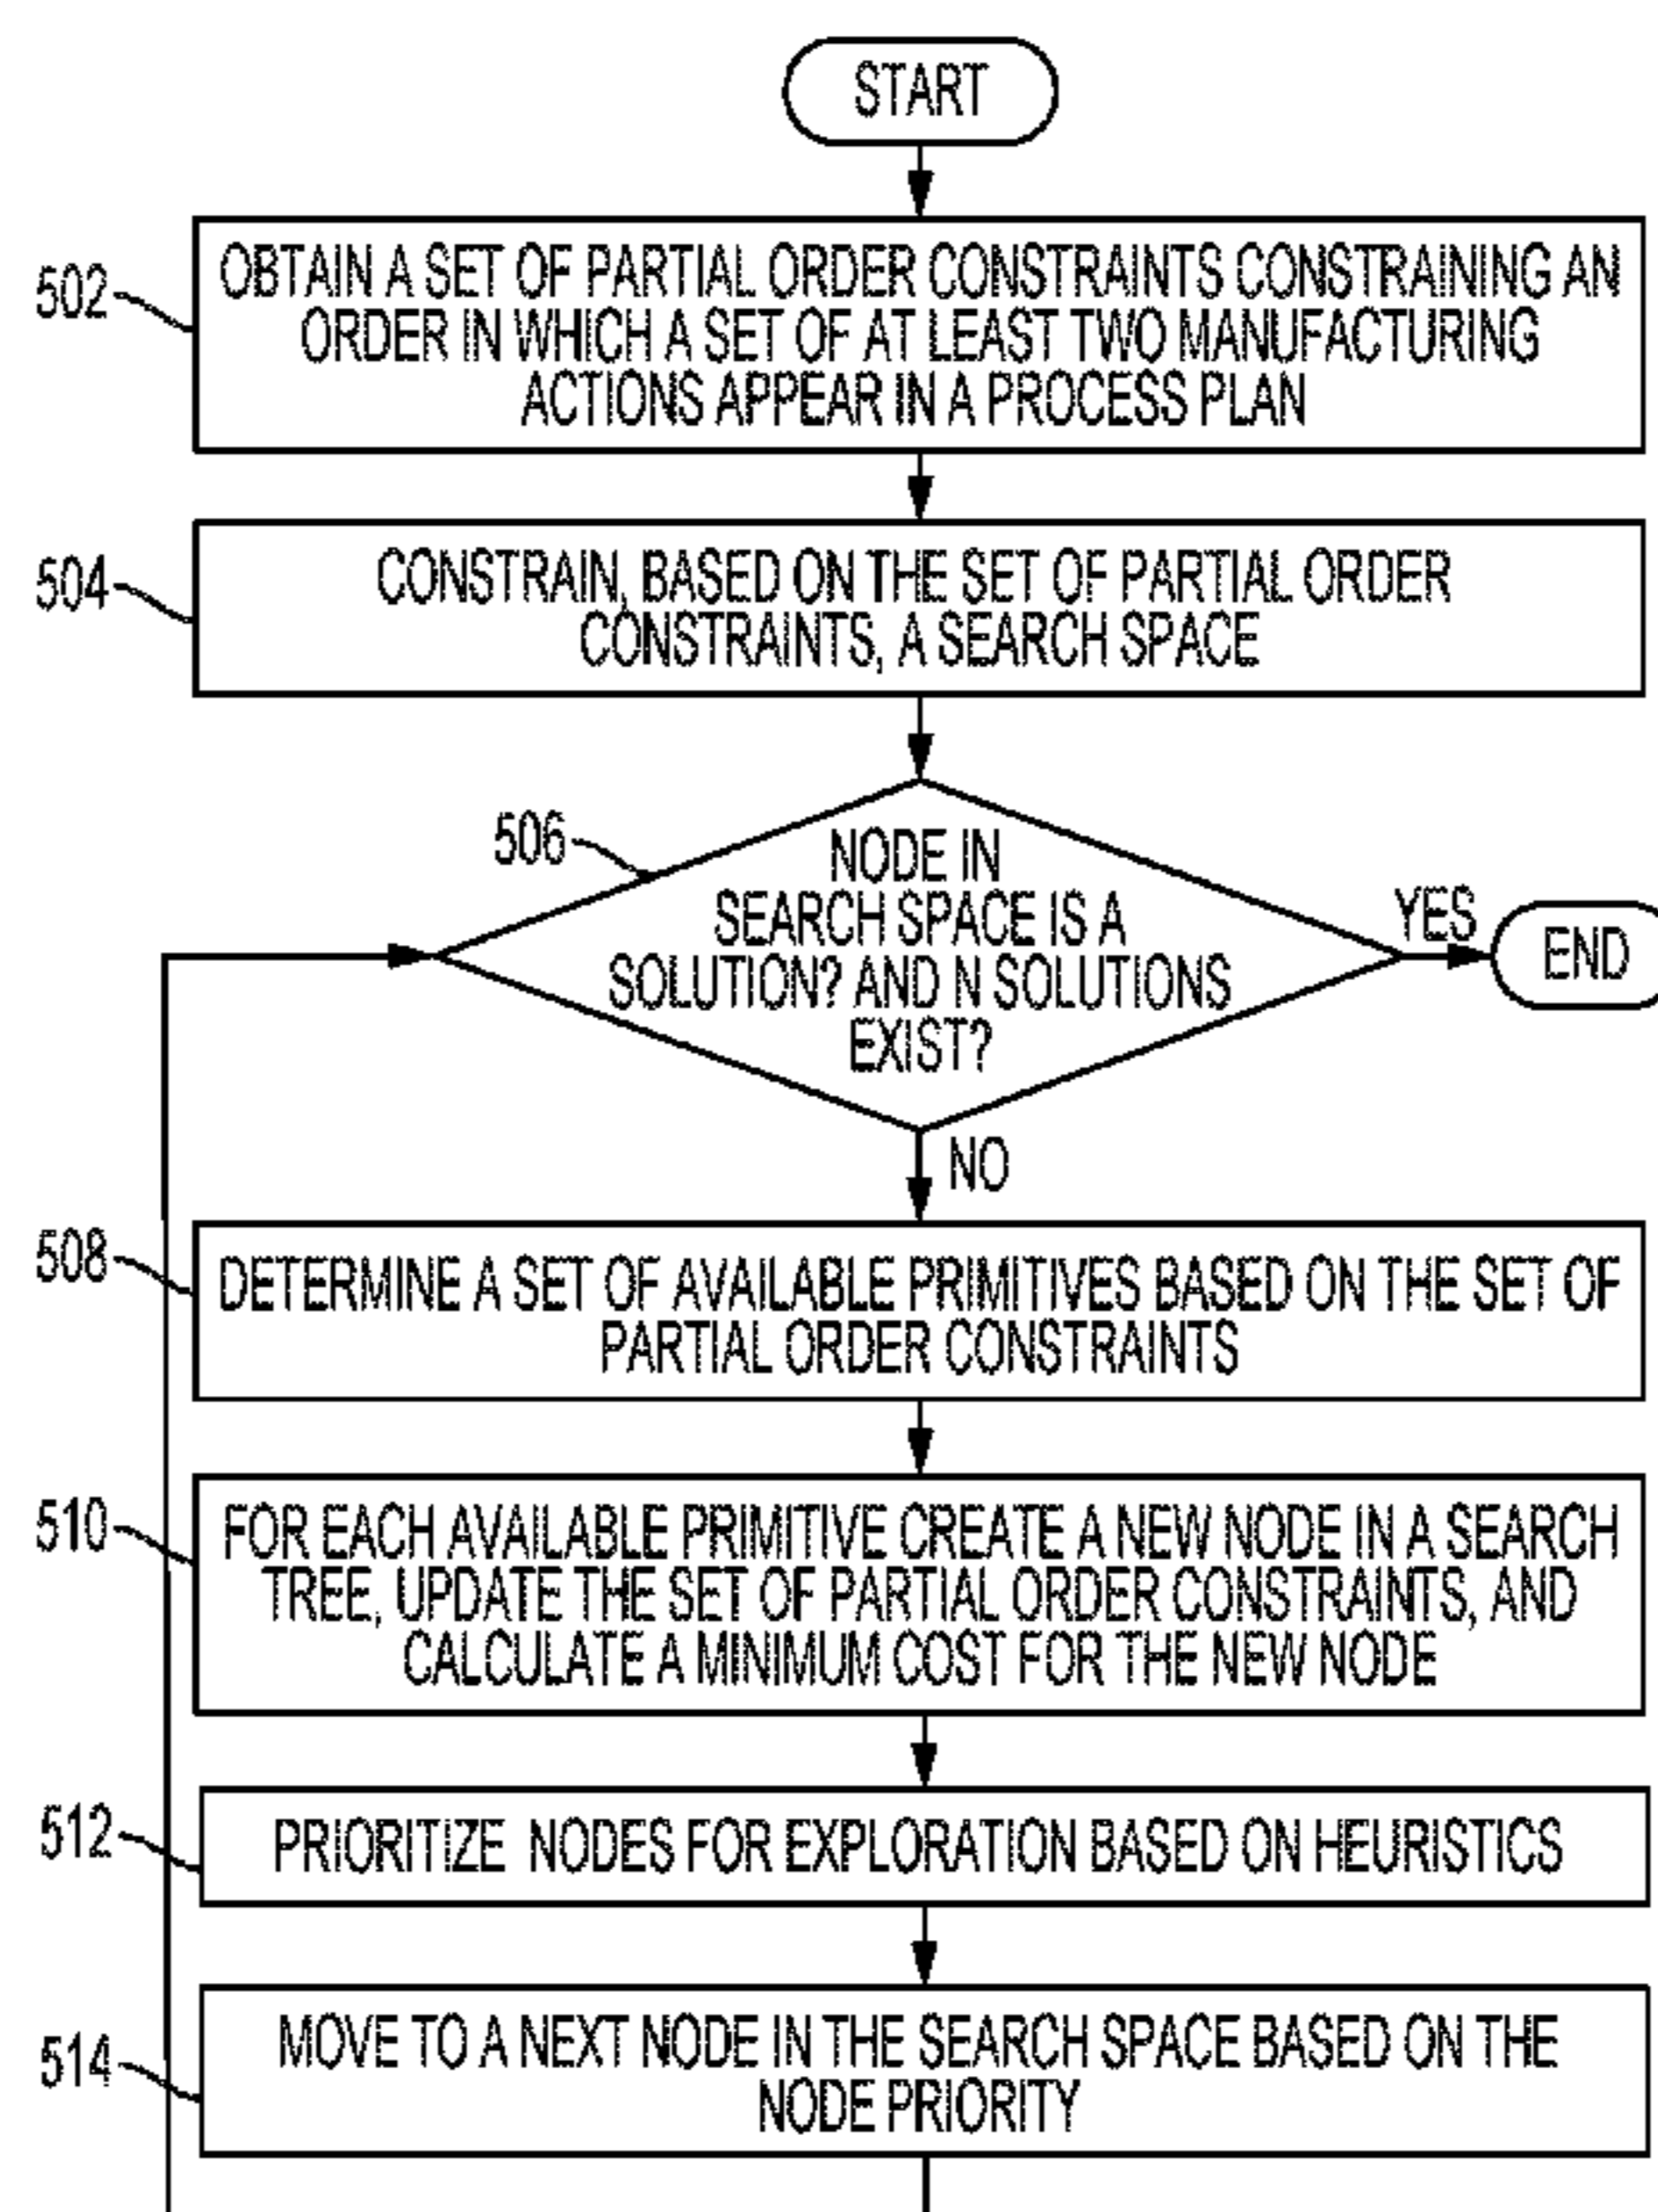 START
502
OBTAIN A SET OF PARTIAL ORDER CONSTRAINTS CONSTRAINING AN
ORDER IN WHICH A SET OF AT LEAST TWO MANUFACTURING
ACTIONS APPEAR IN A PROCESS PLAN
504
CONSTRAIN, BASED ON THE SET OF PARTIAL ORDER
CONSTRAINTS, A SEARCH SPACE
506
NODE IN
SEARCH SPACE IS A
SOLUTION? AND N SOLUTIONS
EXIST?
YES
END
NO
508
DETERMINE A SET OF AVAILABLE PRIMITIVES BASED ON THE SET OF
PARTIAL ORDER CONSTRAINTS
510
FOR EACH AVAILABLE PRIMITIVE CREATE A NEW NODE IN A SEARCH
TREE, UPDATE THE SET OF PARTIAL ORDER CONSTRAINTS, AND
CALCULATE A MINIMUM COST FOR THE NEW NODE
512
PRIORITIZE NODES FOR EXPLORATION BASED ON HEURISTICS
514
MOVE TO A NEXT NODE IN THE SEARCH SPACE BASED ON THE
NODE PRIORITY